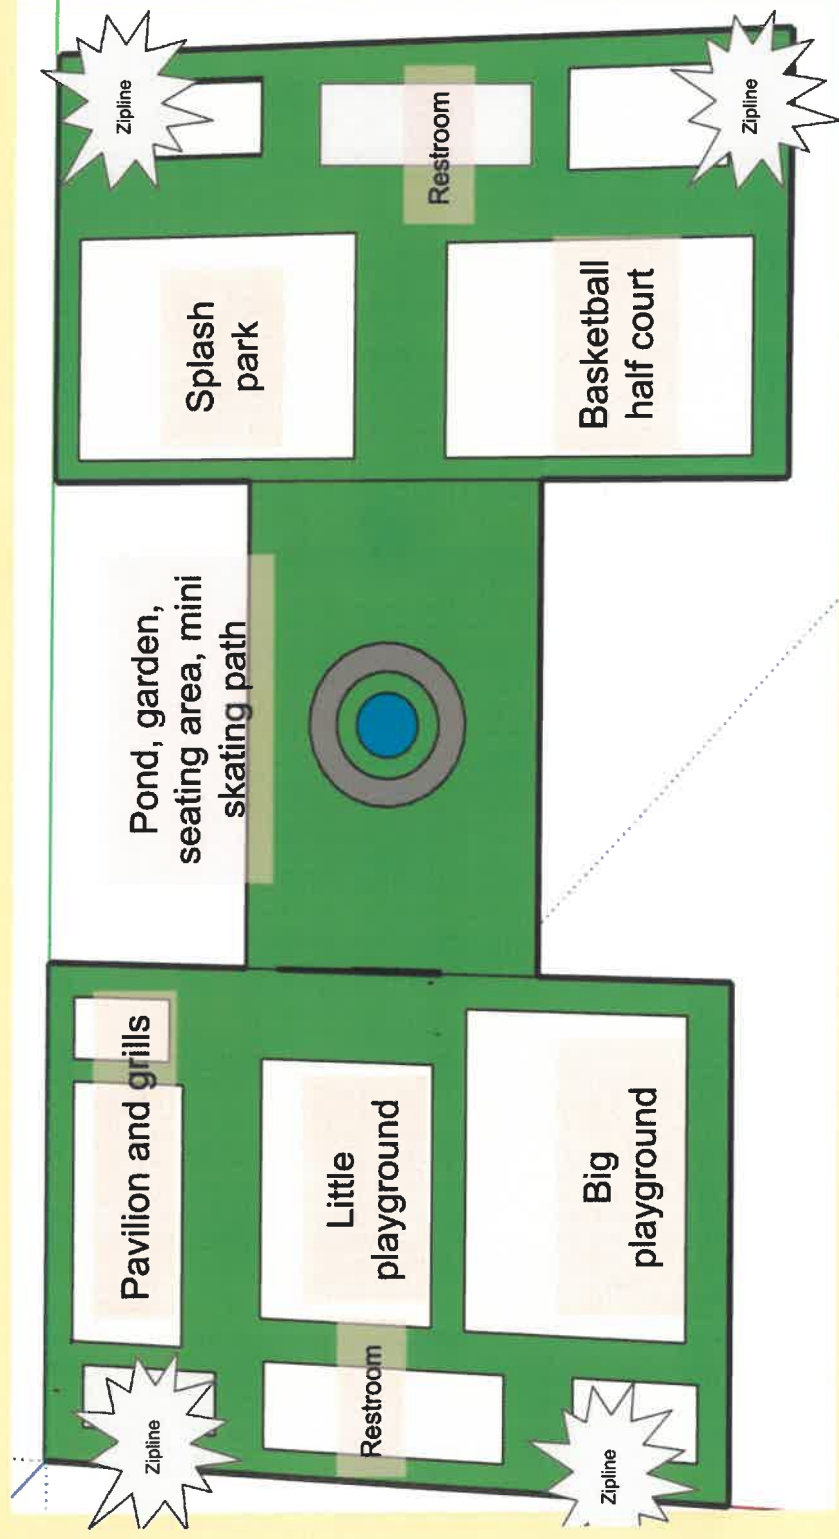 Zipline
Pavilion and grills
Pond, garden,
seating area, mini
skating path
Zipline
Splash
park
Restroom
Little
playground
Restroom
Zipline
Big
playground
Basketball
half court
Zipline